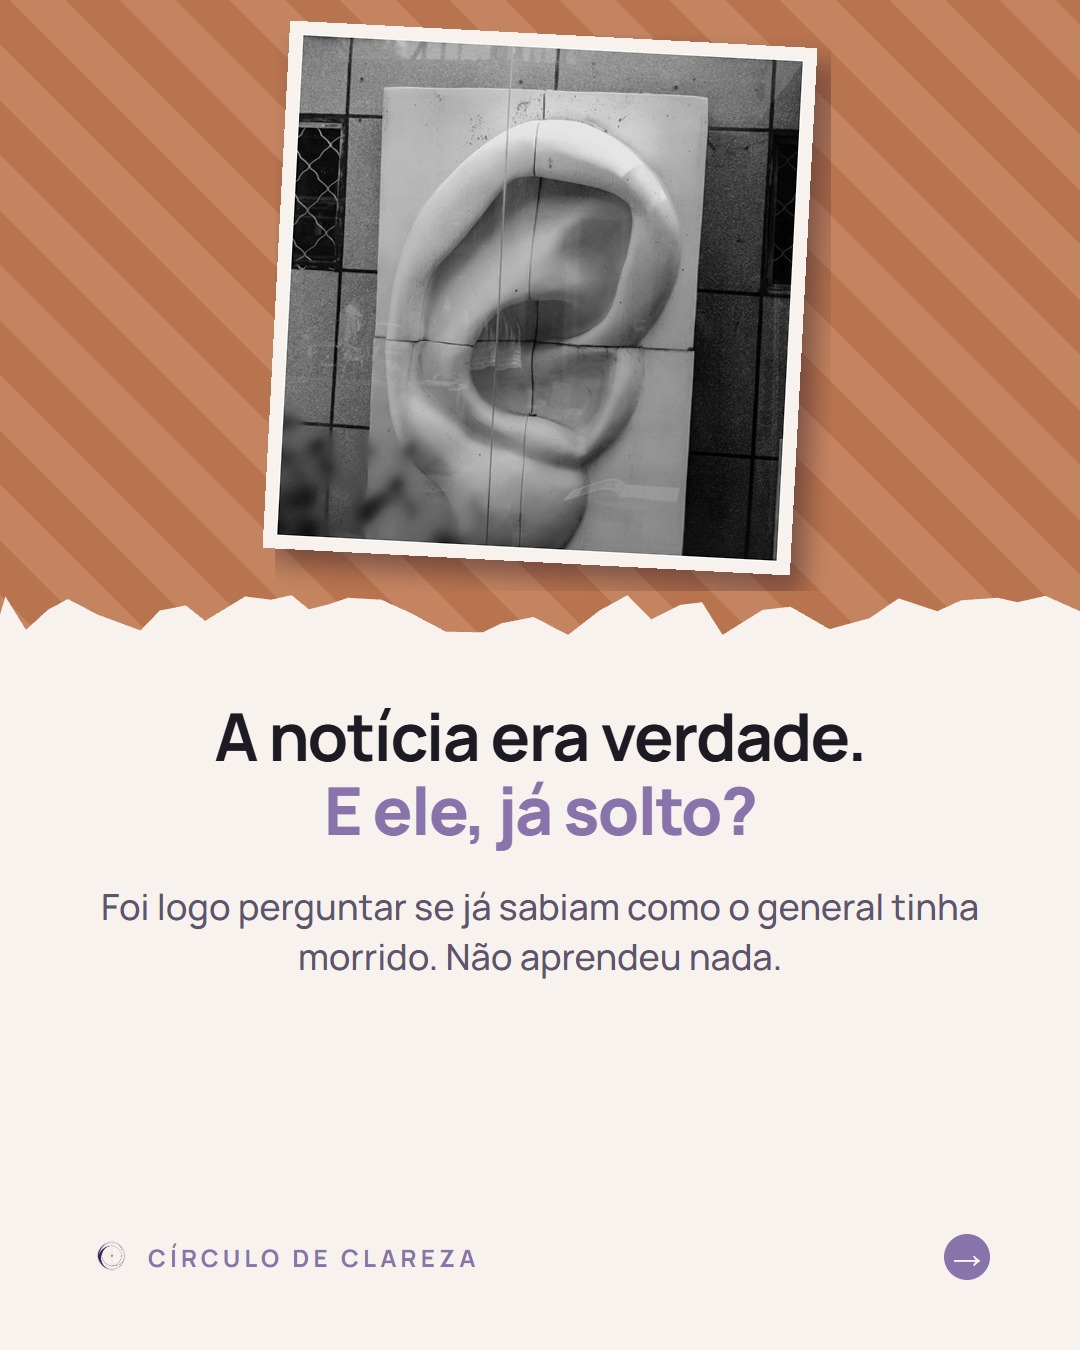 A notícia era verdade.
E ele, já solto?
Foi logo perguntar se já sabiam como o general tinha
morrido. Não aprendeu nada.
CÍRCULO DE CLAREZA